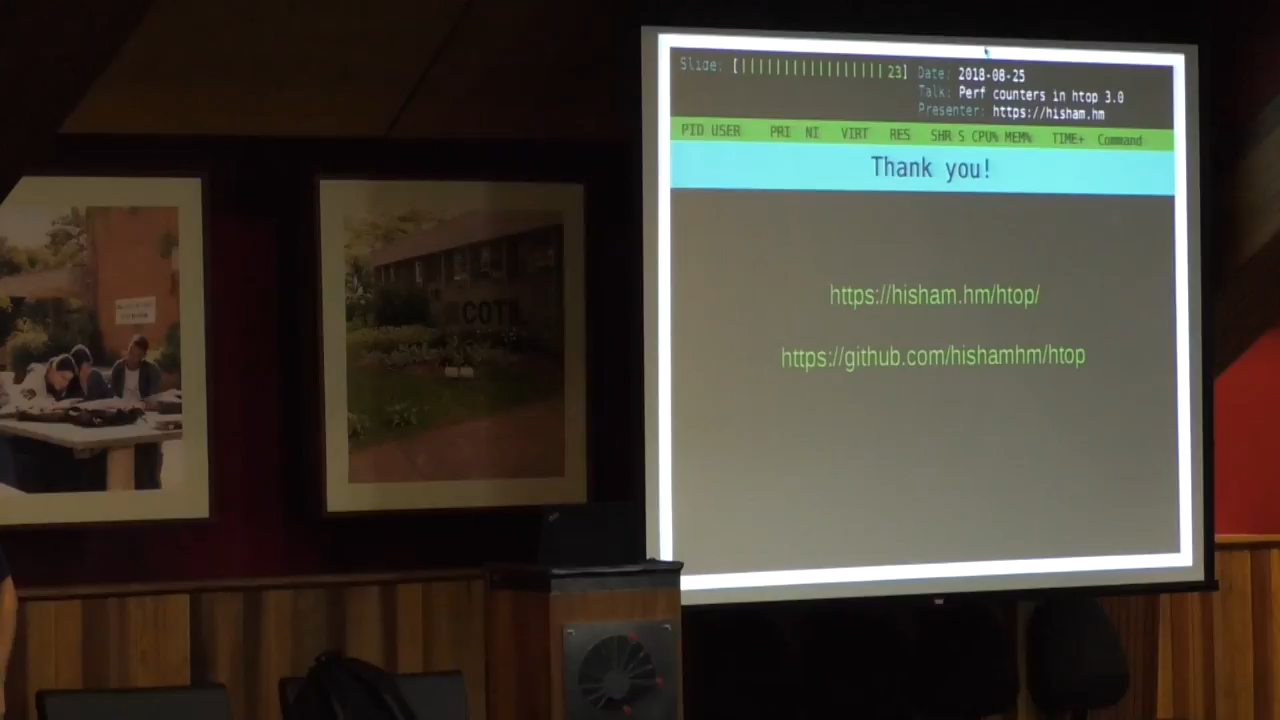 Slide: [||||||||||||||||| 23]
Date: 2018-08-25
Talk: Perf counters in htop 3.0
Presenter: https://hisham.hm
PID USER PRI NI VIRT RES SHR S CPU% MEM% TIME+ Command
Thank you!
https://hisham.hm/htop/
https://github.com/hishamhm/htop
COTIL